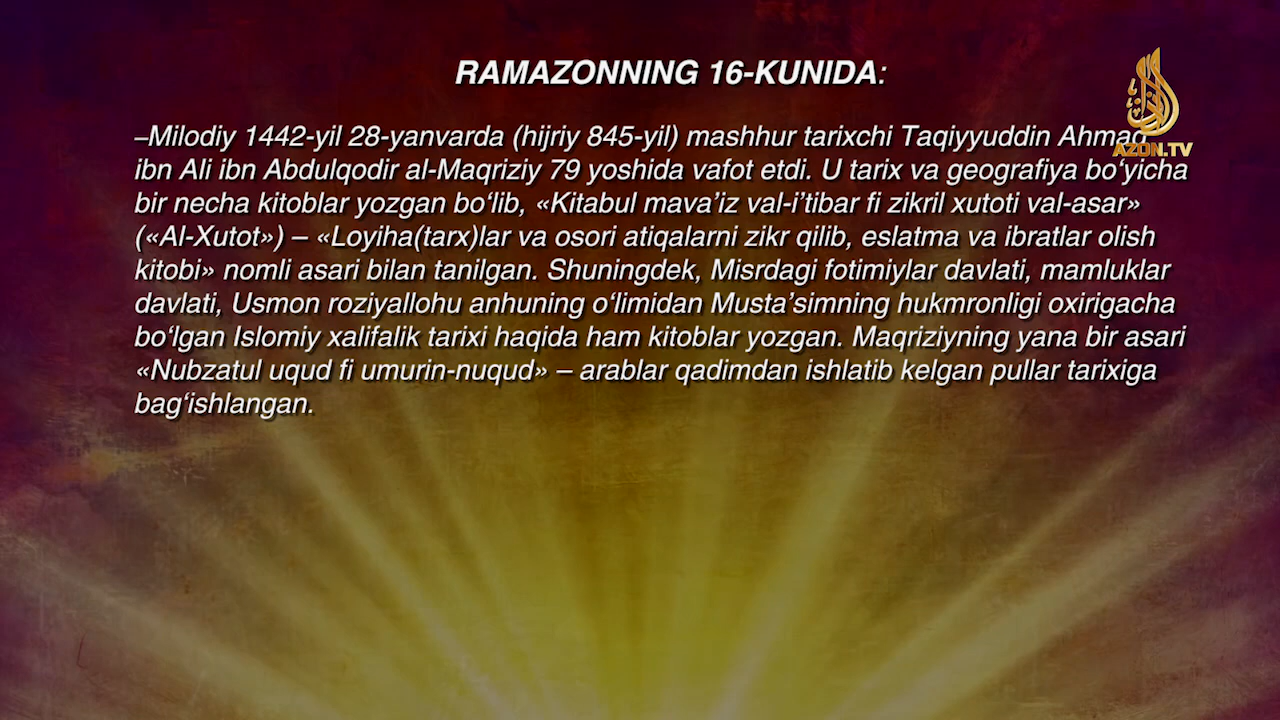 RAMAZONNING 16-KUNIDA:
AZON.TV
–Milodiy 1442-yil 28-yanvarda (hijriy 845-yil) mashhur tarixchi Taqiyyuddin Ahmad
ibn Ali ibn Abdulqodir al-Maqriziy 79 yoshida vafot etdi. U tarix va geografiya bo‘yicha
bir necha kitoblar yozgan bo‘lib, «Kitabul mava’iz val-i’tibar fi zikril xutoti val-asar»
(«Al-Xutot») – «Loyiha(tarx)lar va osori atiqalarni zikr qilib, eslatma va ibratlar olish
kitobi» nomli asari bilan tanilgan. Shuningdek, Misrdagi fotimiylar davlati, mamluklar
davlati, Usmon roziyallohu anhuning o‘limidan Musta’simning hukmronligi oxirigacha
bo‘lgan Islomiy xalifalik tarixi haqida ham kitoblar yozgan. Maqriziyning yana bir asari
«Nubzatul uqud fi umurin-nuqud» – arablar qadimdan ishlatib kelgan pullar tarixiga
bag‘ishlangan.